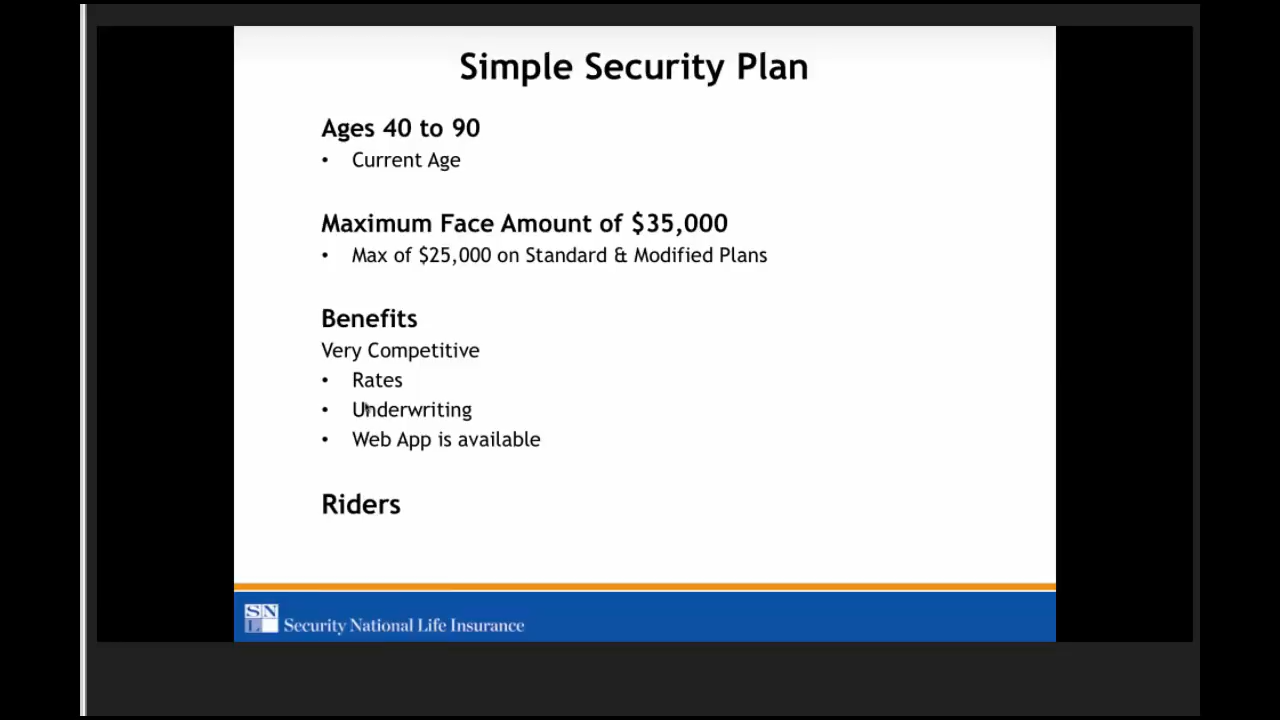 Simple Security Plan
Ages 40 to 90
• Current Age
Maximum Face Amount of $35,000
• Max of $25,000 on Standard & Modified Plans
Benefits
Very Competitive
• Rates
• Underwriting
• Web App is available
Riders
SNL Security National Life Insurance